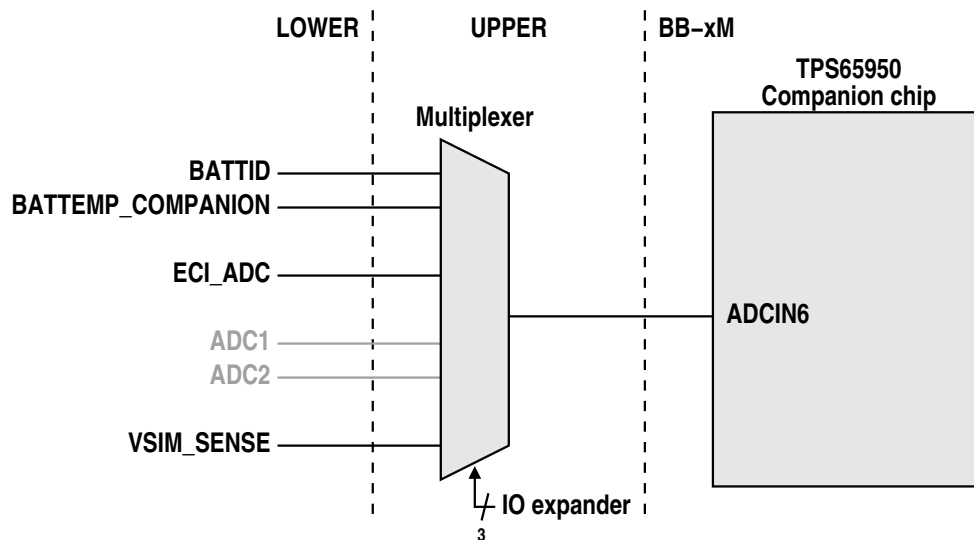 LOWER
UPPER
BB–xM
TPS65950
Companion chip
Multiplexer
BATTID
BATTEMP_COMPANION
ECI_ADC
ADCIN6
ADC1
ADC2
VSIM_SENSE
IO expander
3